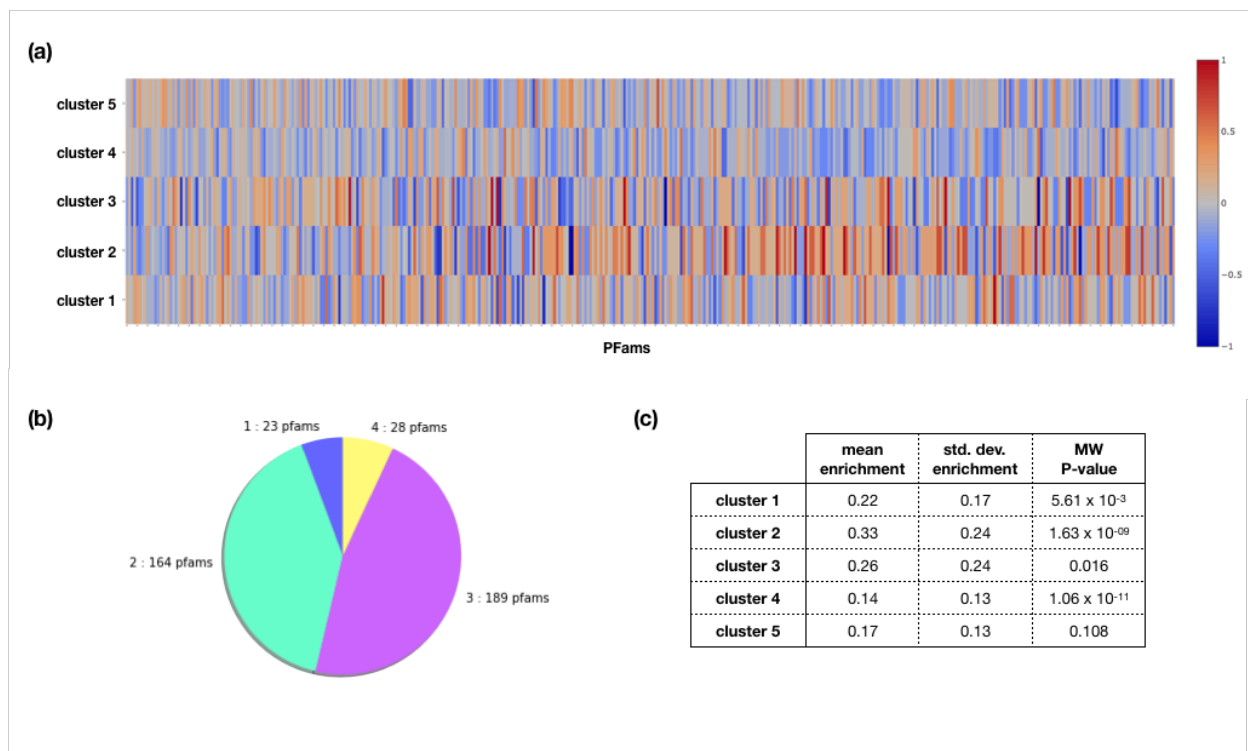 (a)
cluster 5
cluster 4
cluster 3
cluster 2
cluster 1
PFams
1
0.5
0
−0.5
−1
(b)
1 : 23 pfams
4 : 28 pfams
2 : 164 pfams
3 : 189 pfams
(c)
mean enrichment std. dev. enrichment MW P-value
cluster 1 0.22 0.17 5.61 x 10-3
cluster 2 0.33 0.24 1.63 x 10-09
cluster 3 0.26 0.24 0.016
cluster 4 0.14 0.13 1.06 x 10-11
cluster 5 0.17 0.13 0.108